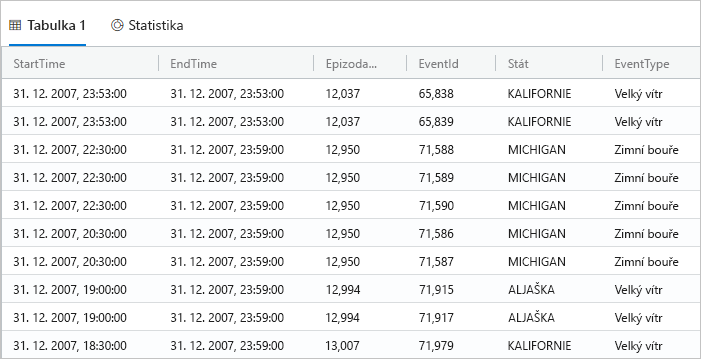 Tabulka 1 Statistika
StartTime EndTime Epizoda... EventId Stát EventType
31. 12. 2007, 23:53:00 31. 12. 2007, 23:53:00 12,037 65,838 KALIFORNIE Velký vítr
31. 12. 2007, 23:53:00 31. 12. 2007, 23:53:00 12,037 65,839 KALIFORNIE Velký vítr
31. 12. 2007, 22:30:00 31. 12. 2007, 23:59:00 12,950 71,588 MICHIGAN Zimní bouře
31. 12. 2007, 22:30:00 31. 12. 2007, 23:59:00 12,950 71,589 MICHIGAN Zimní bouře
31. 12. 2007, 22:30:00 31. 12. 2007, 23:59:00 12,950 71,590 MICHIGAN Zimní bouře
31. 12. 2007, 20:30:00 31. 12. 2007, 23:59:00 12,950 71,586 MICHIGAN Zimní bouře
31. 12. 2007, 20:30:00 31. 12. 2007, 23:59:00 12,950 71,587 MICHIGAN Zimní bouře
31. 12. 2007, 19:00:00 31. 12. 2007, 23:59:00 12,994 71,915 ALJAŠKA Velký vítr
31. 12. 2007, 19:00:00 31. 12. 2007, 23:59:00 12,994 71,917 ALJAŠKA Velký vítr
31. 12. 2007, 18:30:00 31. 12. 2007, 23:59:00 13,007 71,979 KALIFORNIE Velký vítr